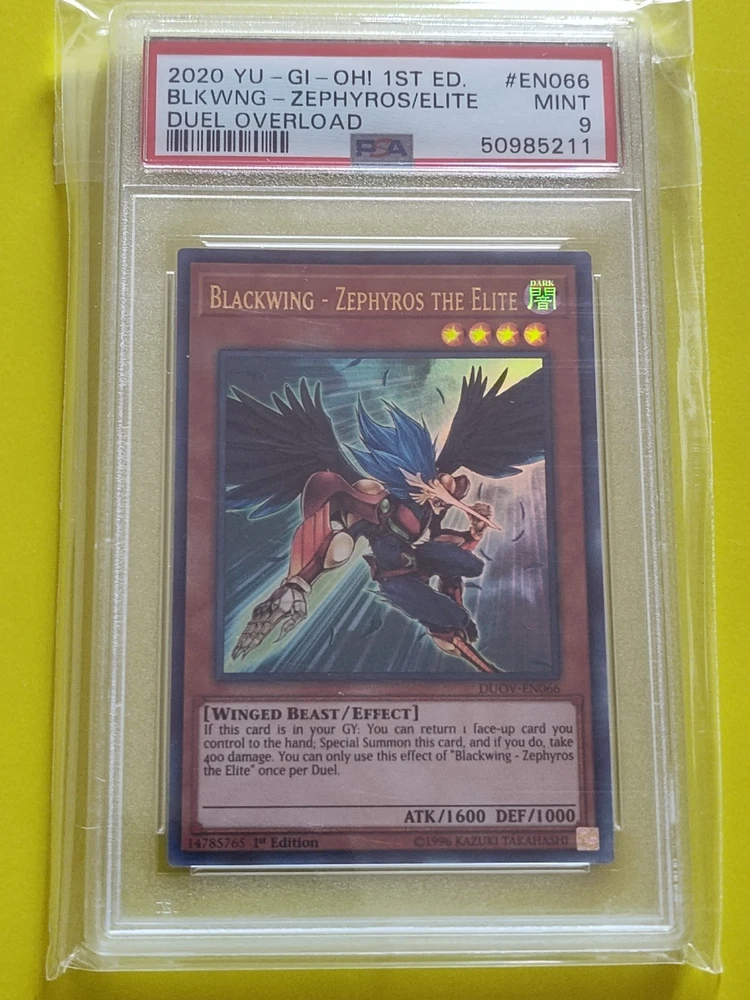 2020 YU-GI-OH! 1ST ED. #EN066
BLKWNG-ZEPHYROS/ELITE MINT
DUEL OVERLOAD 9
PSA 50985211
BLACKWING - ZEPHYROS THE ELITE DARK
闇
DUOV-EN066
[WINGED BEAST/EFFECT]
If this card is in your GY: You can return 1 face-up card you
control to the hand; Special Summon this card, and if you do, take
400 damage. You can only use this effect of "Blackwing - Zephyros
the Elite" once per Duel.
ATK/1600 DEF/1000
14785765 1st Edition ©1996 KAZUKI TAKAHASHI